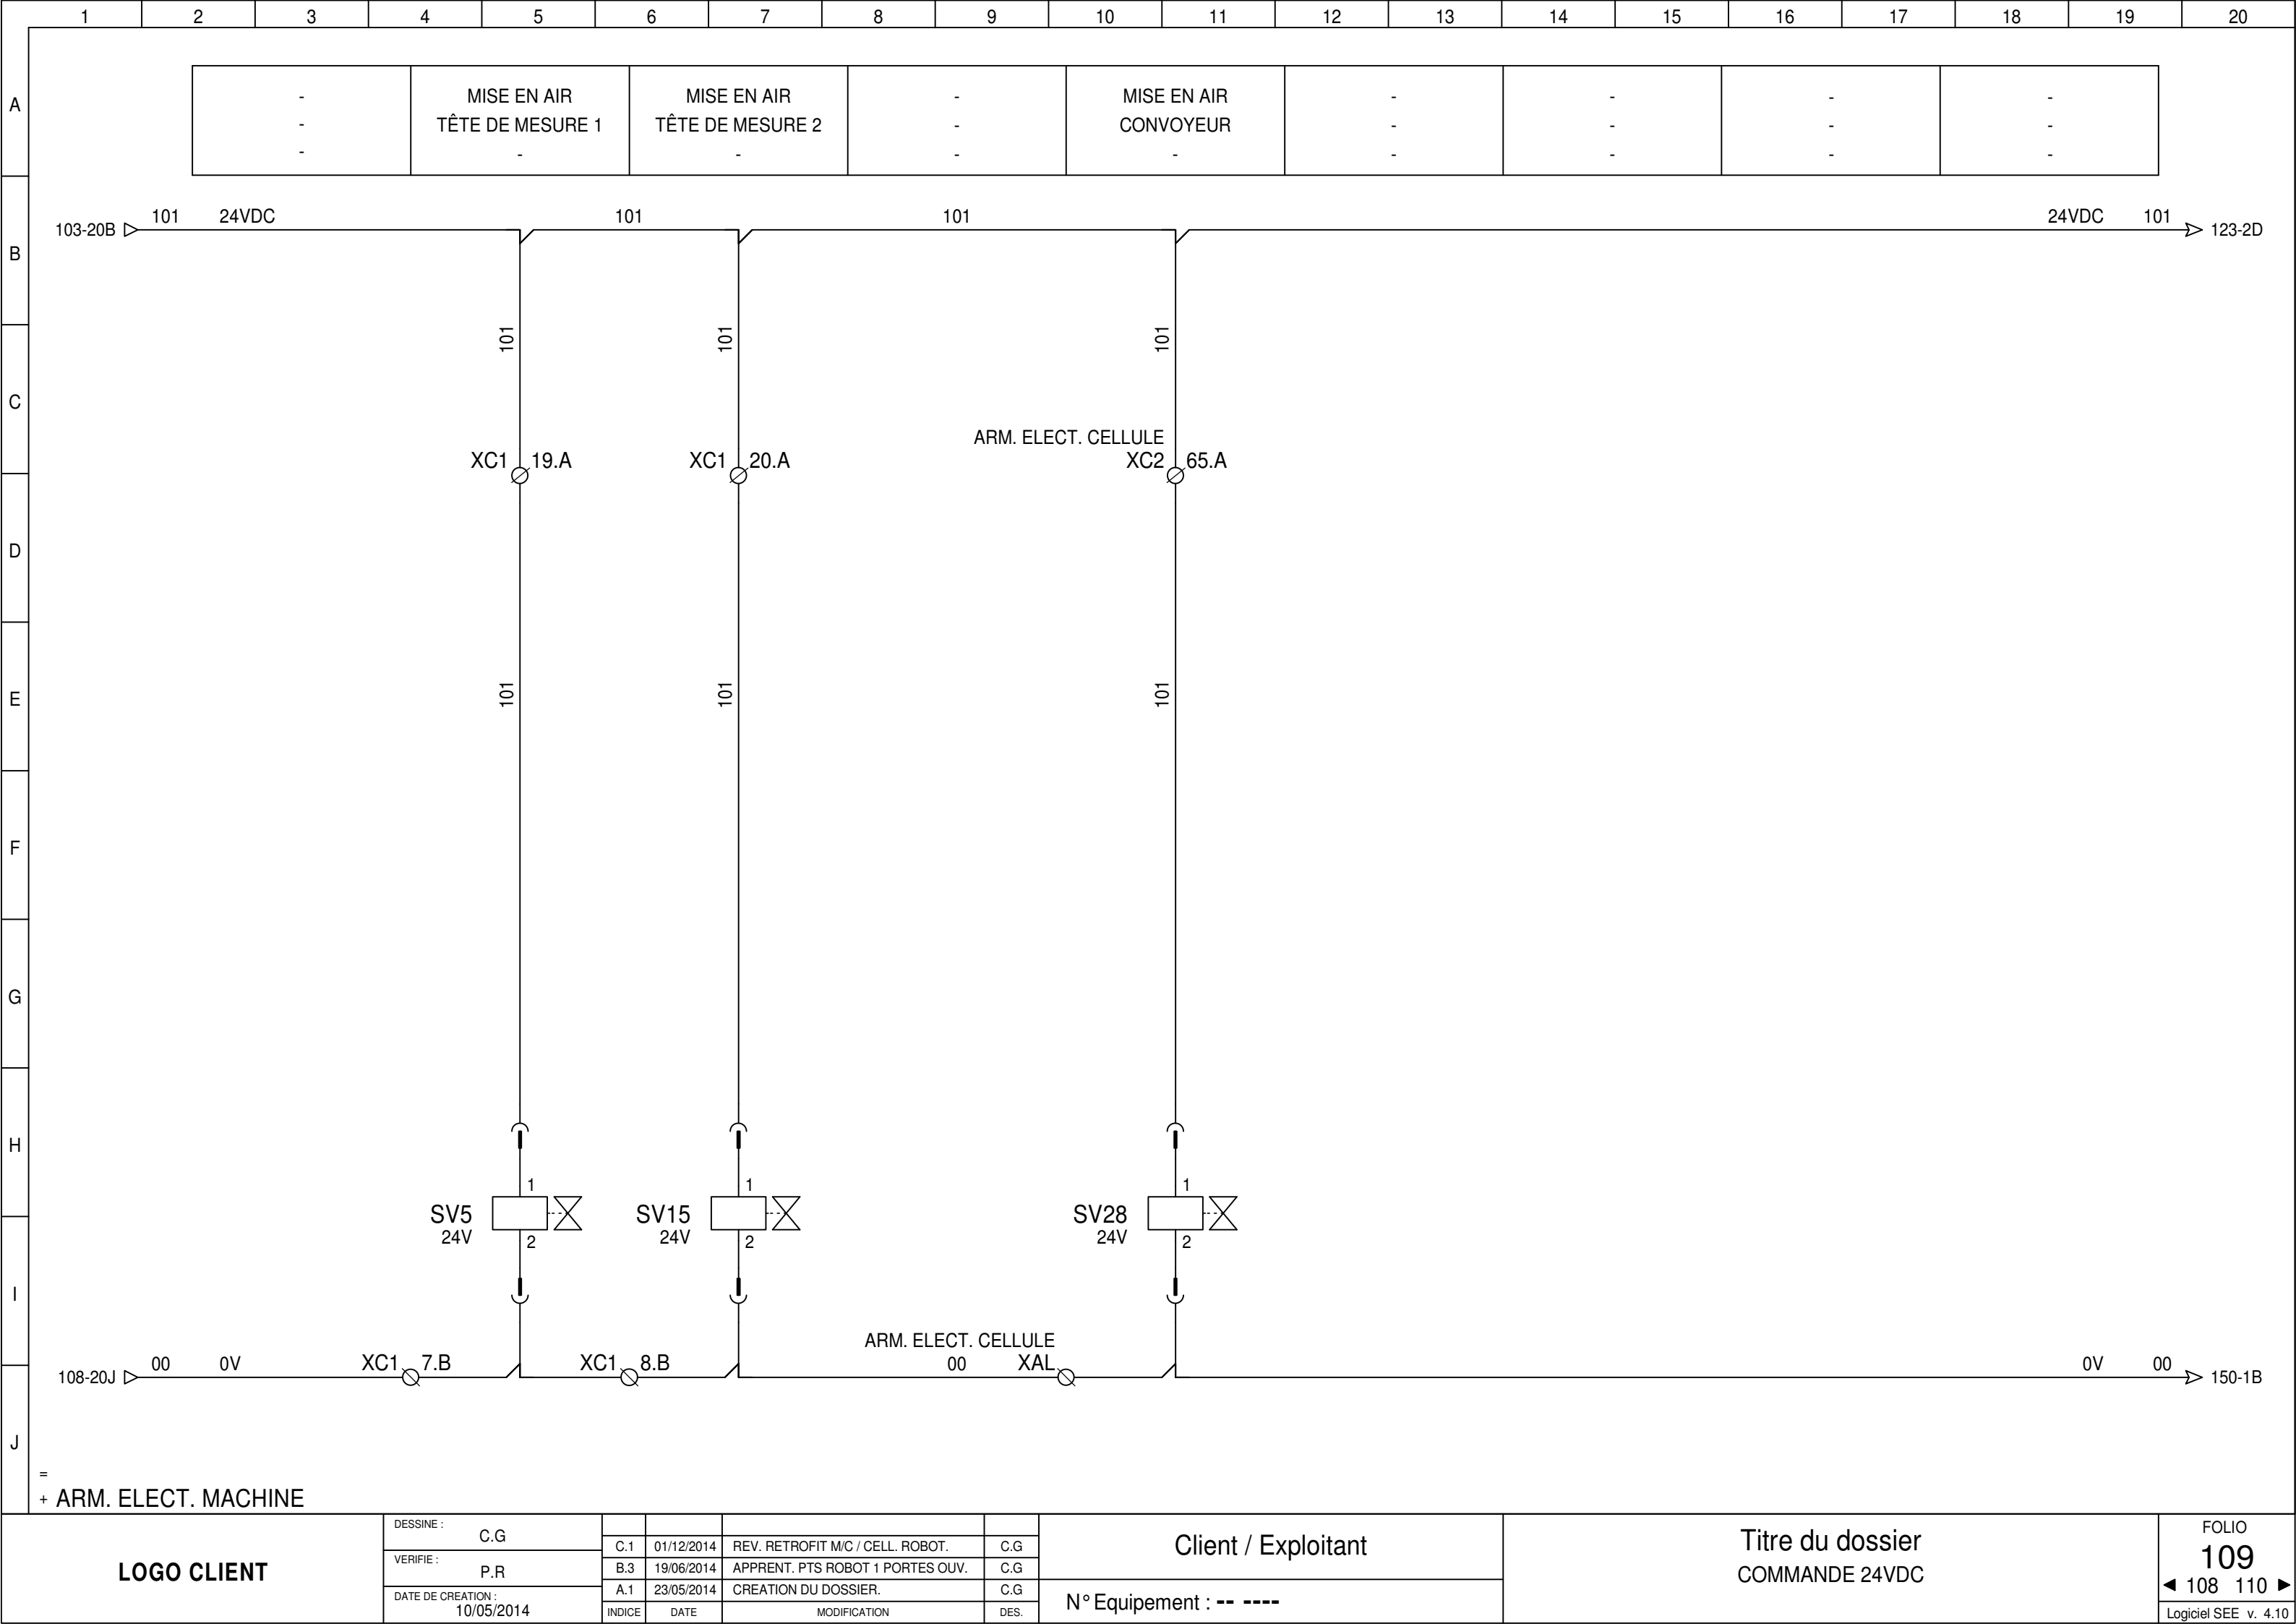 1 2 3 4 5 6 7 8 9 10 11 12 13 14 15 16 17 18 19 20
A
- MISE EN AIR MISE EN AIR - MISE EN AIR - - - -
- TÊTE DE MESURE 1 TÊTE DE MESURE 2 - CONVOYEUR - - - -
- - - - - - - - -
101 24VDC 101 101 24VDC 101
103-20B 123-2D
B
101 101 101
C
ARM. ELECT. CELLULE
XC1 19.A XC1 20.A XC2 65.A
D
101 101 101
E
F
G
H
1 1 1
SV5 SV15 SV28
24V 24V 24V
2 2 2
I
ARM. ELECT. CELLULE
00 0V XC1 7.B XC1 8.B 00 XAL 0V 00
108-20J 150-1B
J
=
+ ARM. ELECT. MACHINE
LOGO CLIENT
DESSINE :
C.G
VERIFIE :
P.R
DATE DE CREATION :
10/05/2014
C.1 01/12/2014 REV. RETROFIT M/C / CELL. ROBOT. C.G
B.3 19/06/2014 APPRENT. PTS ROBOT 1 PORTES OUV. C.G
A.1 23/05/2014 CREATION DU DOSSIER. C.G
INDICE DATE MODIFICATION DES.
Client / Exploitant
N° Equipement : -- ----
Titre du dossier
COMMANDE 24VDC
FOLIO
109
108 110
Logiciel SEE v. 4.10